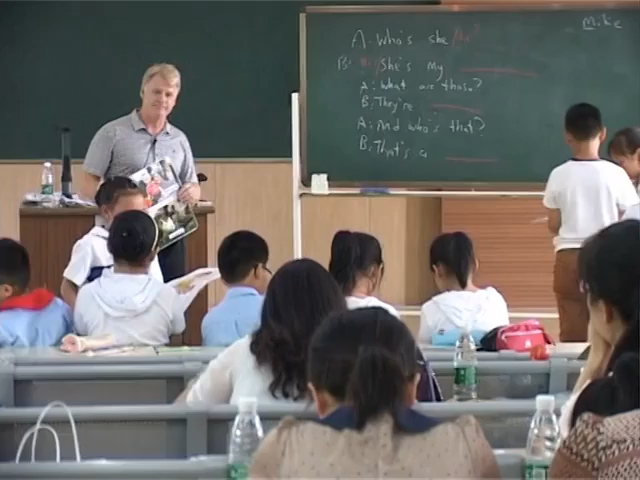 Mike
A: Who's she
B: She's my
A: What are those?
B: They're
A: And who's that?
B: That's a